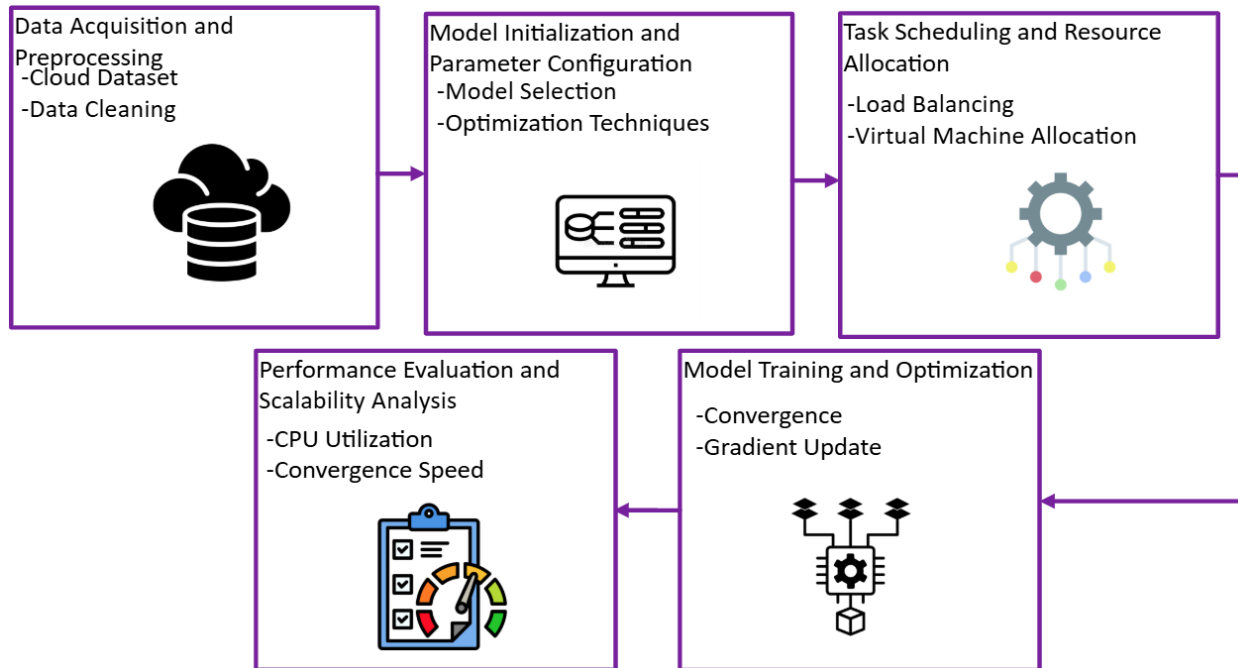 Data Acquisition and
Preprocessing
-Cloud Dataset
-Data Cleaning
Model Initialization and
Parameter Configuration
-Model Selection
-Optimization Techniques
Task Scheduling and Resource
Allocation
-Load Balancing
-Virtual Machine Allocation
Model Training and Optimization
-Convergence
-Gradient Update
Performance Evaluation and
Scalability Analysis
-CPU Utilization
-Convergence Speed